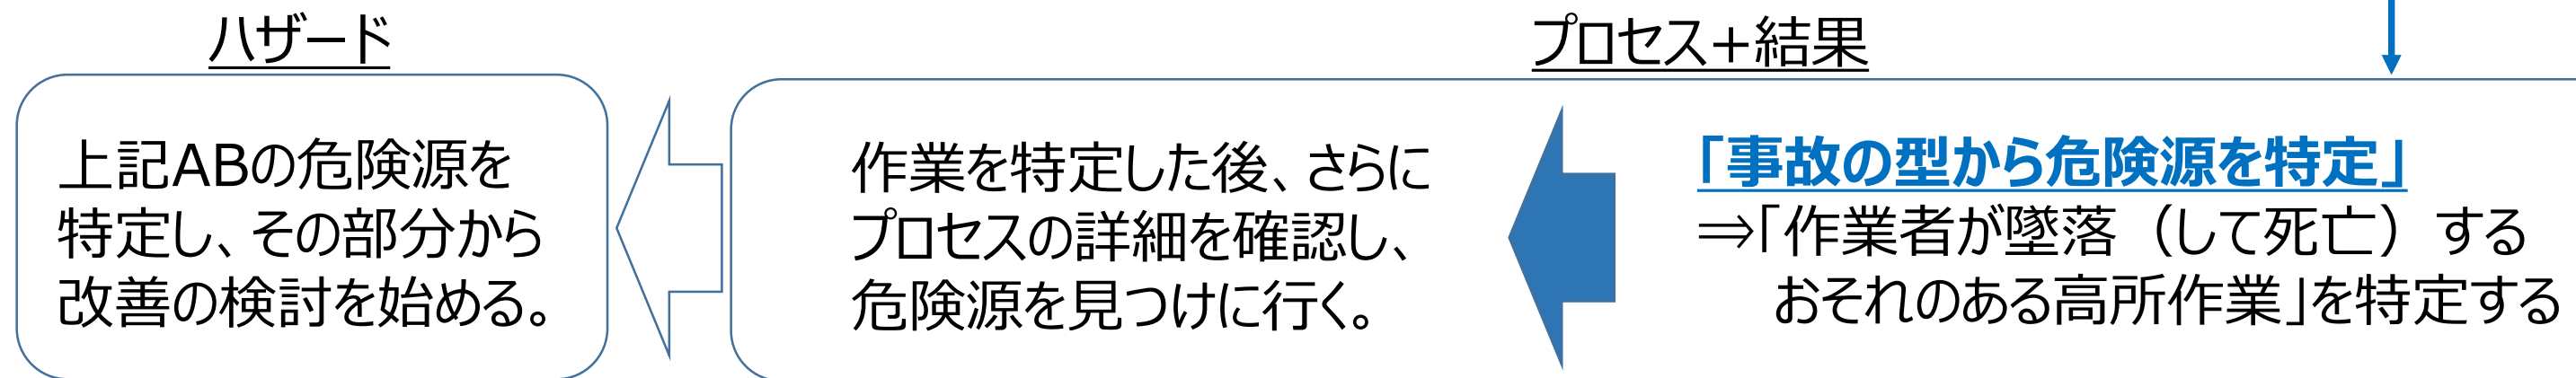 ハザード
上記ABの危険源を
特定し、その部分から
改善の検討を始める。
プロセス+結果
作業を特定した後、さらに
プロセスの詳細を確認し、
危険源を見つけに行く。
「事故の型から危険源を特定」
⇒「作業者が墜落（して死亡）する
おそれのある高所作業」を特定する